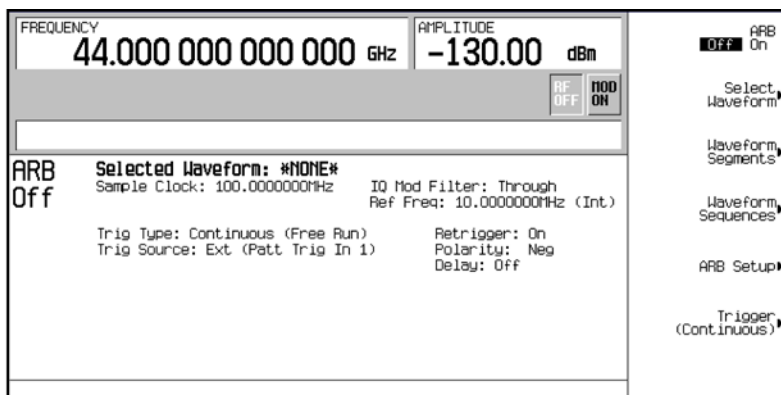 FREQUENCY
44.000 000 000 000 GHz
AMPLITUDE
-130.00 dBm
RF OFF
MOD ON
ARB Off
Selected Waveform: *NONE*
Sample Clock: 100.0000000MHz
IQ Mod Filter: Through
Ref Freq: 10.0000000MHz (Int)
Trig Type: Continuous (Free Run)
Retrigger: On
Trig Source: Ext (Patt Trig In 1)
Polarity: Neg
Delay: Off
ARB
Off On
Select
Waveform
Waveform
Segments
Waveform
Sequences
ARB Setup
Trigger
(Continuous)